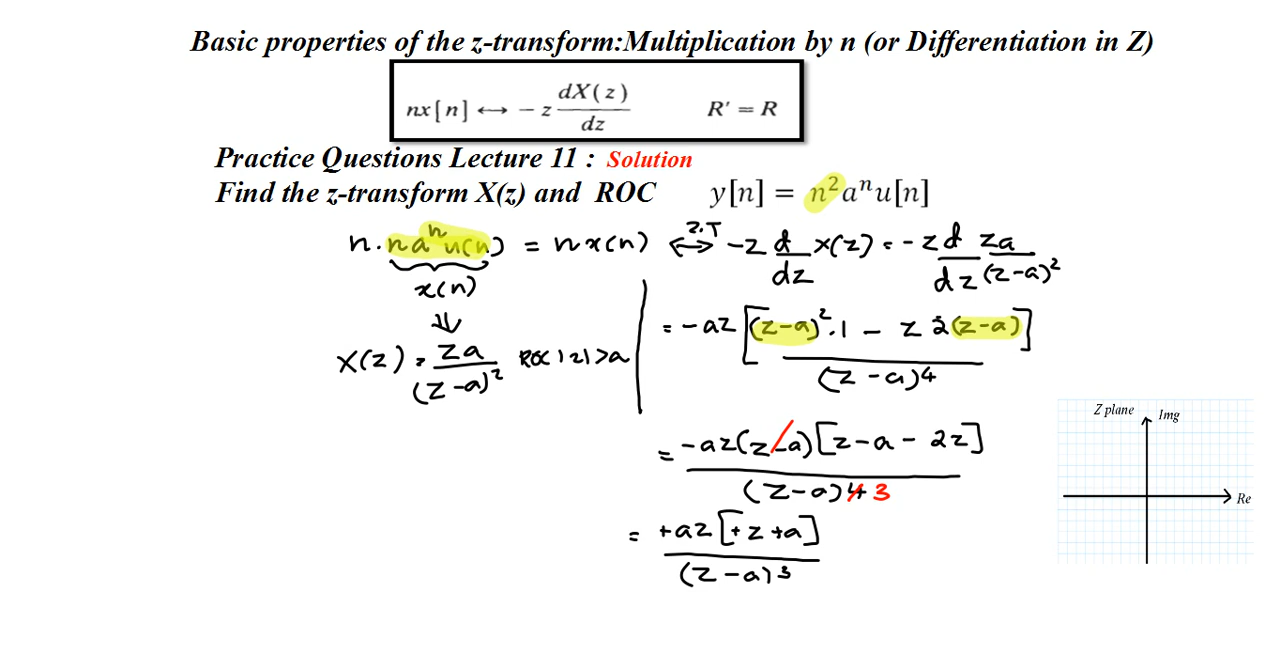 Basic properties of the z-transform:Multiplication by n (or Differentiation in Z)
nx[n] ↔ − z dX(z)/dz R′ = R
Practice Questions Lecture 11 : Solution
Find the z-transform X(z) and ROC y[n] = n²aⁿu[n]
n. naⁿu(n) = nx(n) ⟷ Z.T −z d/dz X(z) = −z d/dz za/(z−a)²
x(n)
⇓
X(z) = za/(z−a)² ROC |z|>a
= −az [(z−a)².1 − z 2(z−a)]/(z−a)4
= −az(z−a)[z−a−2z]/(z−a)4 3
= +az[+z+a]/(z−a)3
Z plane
Img
Re